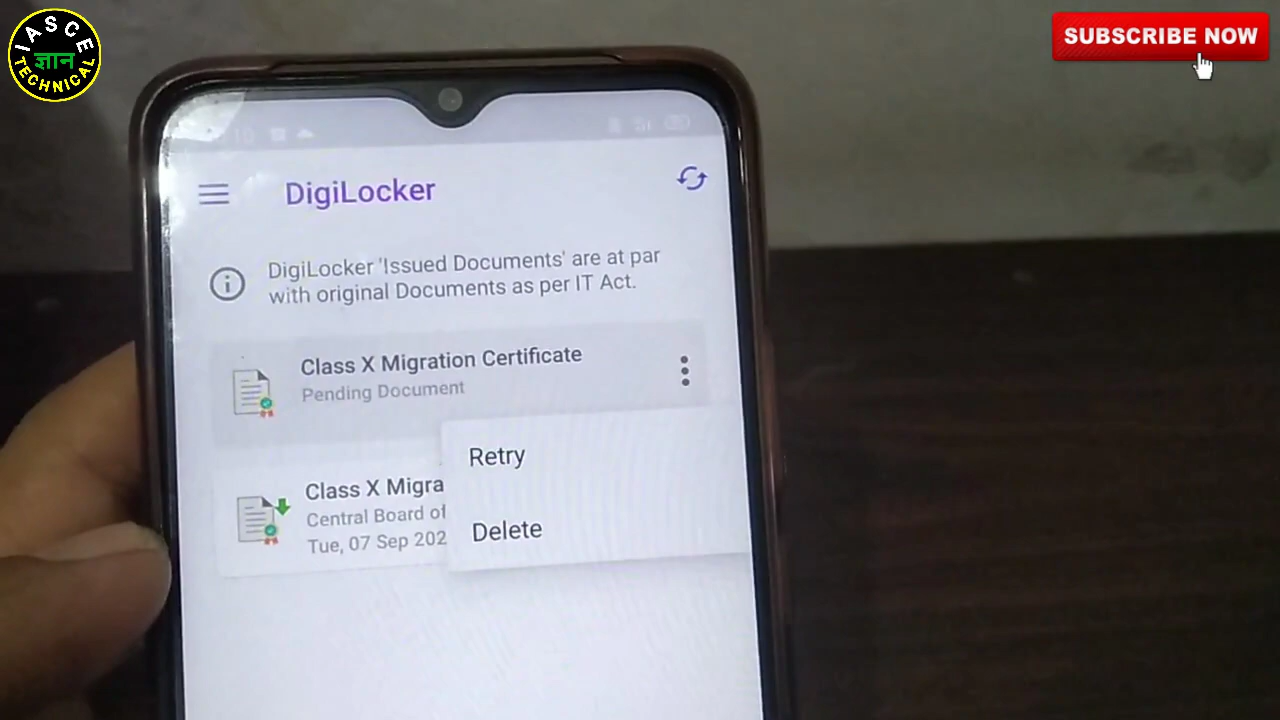 IASCE
ज्ञान
TECHNICAL
SUBSCRIBE NOW
DigiLocker
DigiLocker 'Issued Documents' are at par
with original Documents as per IT Act.
Class X Migration Certificate
Pending Document
Retry
Delete
Class X Migra
Central Board of
Tue, 07 Sep 202